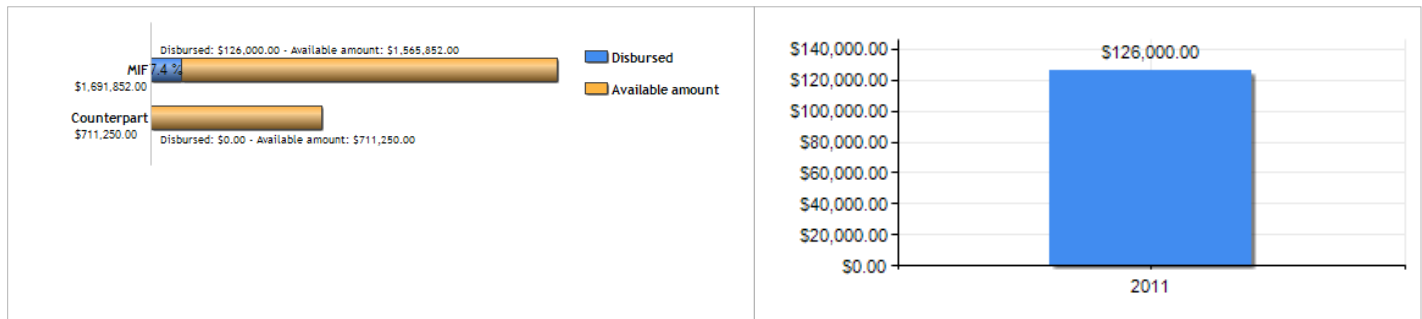 Disbursed: $126,000.00 - Available amount: $1,565,852.00
MIF 7.4 %
$1,691,852.00
Counterpart
$711,250.00
Disbursed: $0.00 - Available amount: $711,250.00
Disbursed
Available amount
$140,000.00
$126,000.00
$120,000.00
$100,000.00
$80,000.00
$60,000.00
$40,000.00
$20,000.00
$0.00
2011